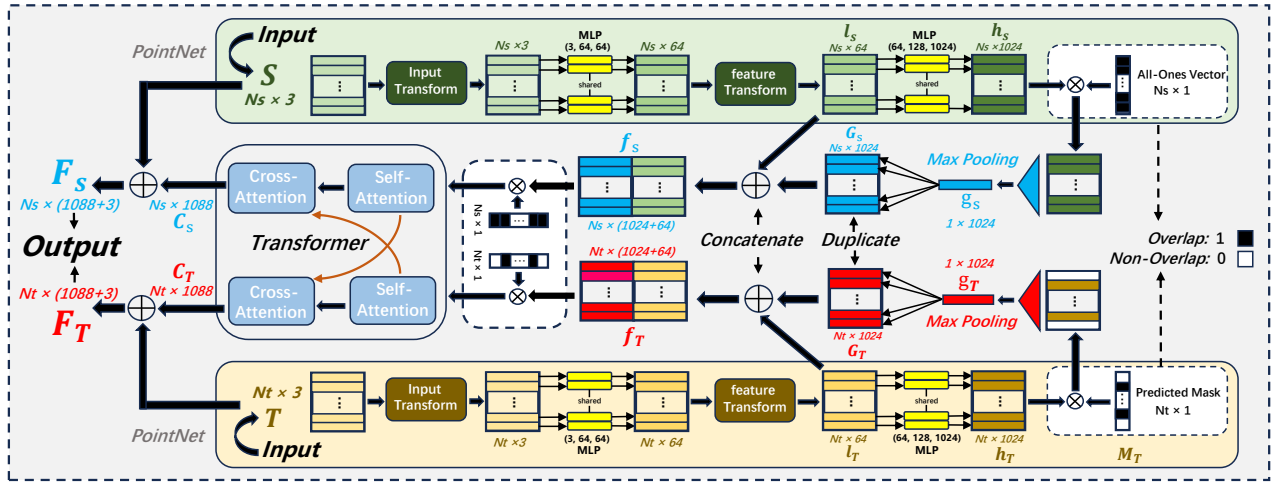 PointNet
Input
S
Ns × 3
Input
Transform
Ns ×3
MLP
(3, 64, 64)
shared
Ns × 64
feature
Transform
l_S
Ns × 64
MLP
(64, 128, 1024)
shared
h_S
Ns ×1024
All-Ones Vector
Ns × 1
F_s
Ns × (1088+3)
Ns × 1088
C_s
Cross-
Attention
Self-
Attention
Transformer
Ns × 1
f_s
Ns × (1024+64)
G_s
Ns × 1024
Max Pooling
g_s
1 × 1024
Output
Concatenate
Duplicate
Overlap: 1
Non-Overlap: 0
C_T
Nt × (1088+3)
Nt × 1088
F_T
Cross-
Attention
Self-
Attention
Nt × 1
Nt × (1024+64)
f_T
1 × 1024
g_T
Max Pooling
Nt × 1024
G_T
PointNet
Nt × 3
T
Input
Input
Transform
Nt ×3
shared
(3, 64, 64)
MLP
Nt × 64
feature
Transform
Nt × 64
l_T
shared
(64, 128, 1024)
MLP
Nt × 1024
h_T
Predicted Mask
Nt × 1
M_T